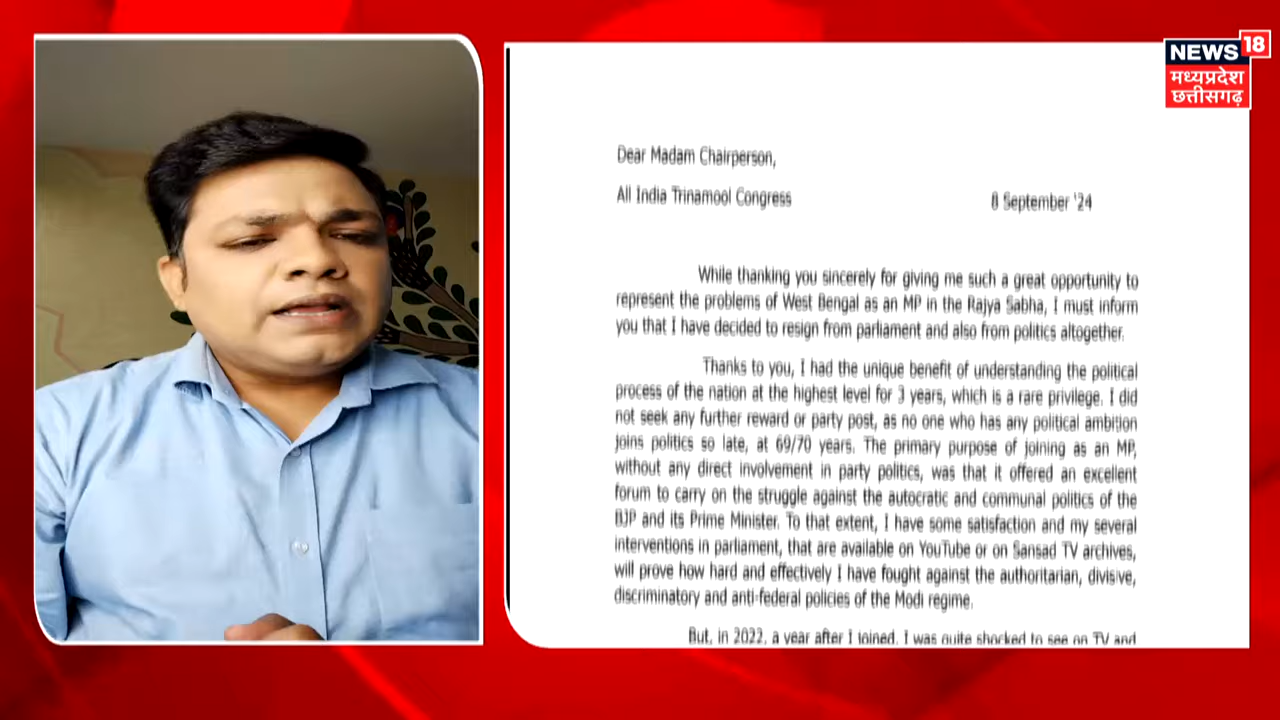 NEWS 18
मध्यप्रदेश
छत्तीसगढ़
Dear Madam Chairperson,
All India Trinamool Congress 8 September '24
While thanking you sincerely for giving me such a great opportunity to
represent the problems of West Bengal as an MP in the Rajya Sabha, I must inform
you that I have decided to resign from parliament and also from politics altogether.
Thanks to you, I had the unique benefit of understanding the political
process of the nation at the highest level for 3 years, which is a rare privilege. I did
not seek any further reward or party post, as no one who has any political ambition
joins politics so late, at 69/70 years. The primary purpose of joining as an MP,
without any direct involvement in party politics, was that it offered an excellent
forum to carry on the struggle against the autocratic and communal politics of the
BJP and its Prime Minister. To that extent, I have some satisfaction and my several
interventions in parliament, that are available on YouTube or on Sansad TV archives,
will prove how hard and effectively I have fought against the authoritarian, divisive,
discriminatory and anti-federal policies of the Modi regime.
But, in 2022, a year after I joined, I was quite shocked to see on TV and